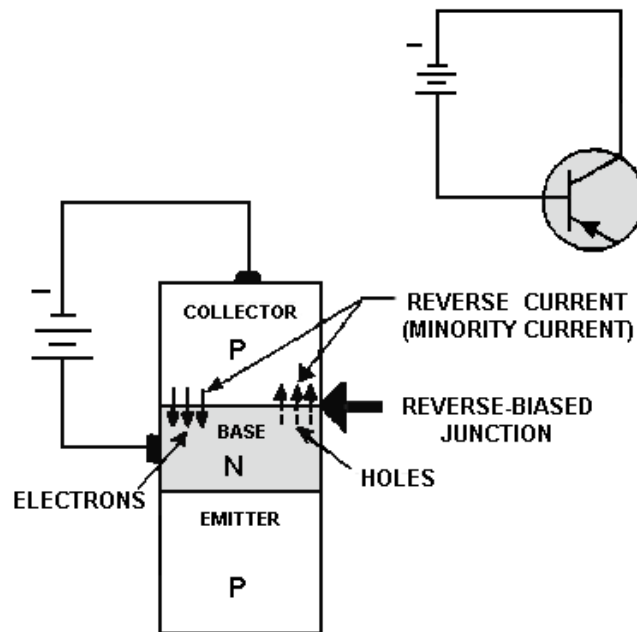 −
−
COLLECTOR
P
REVERSE CURRENT
(MINORITY CURRENT)
REVERSE-BIASED
JUNCTION
BASE
N
ELECTRONS
HOLES
EMITTER
P